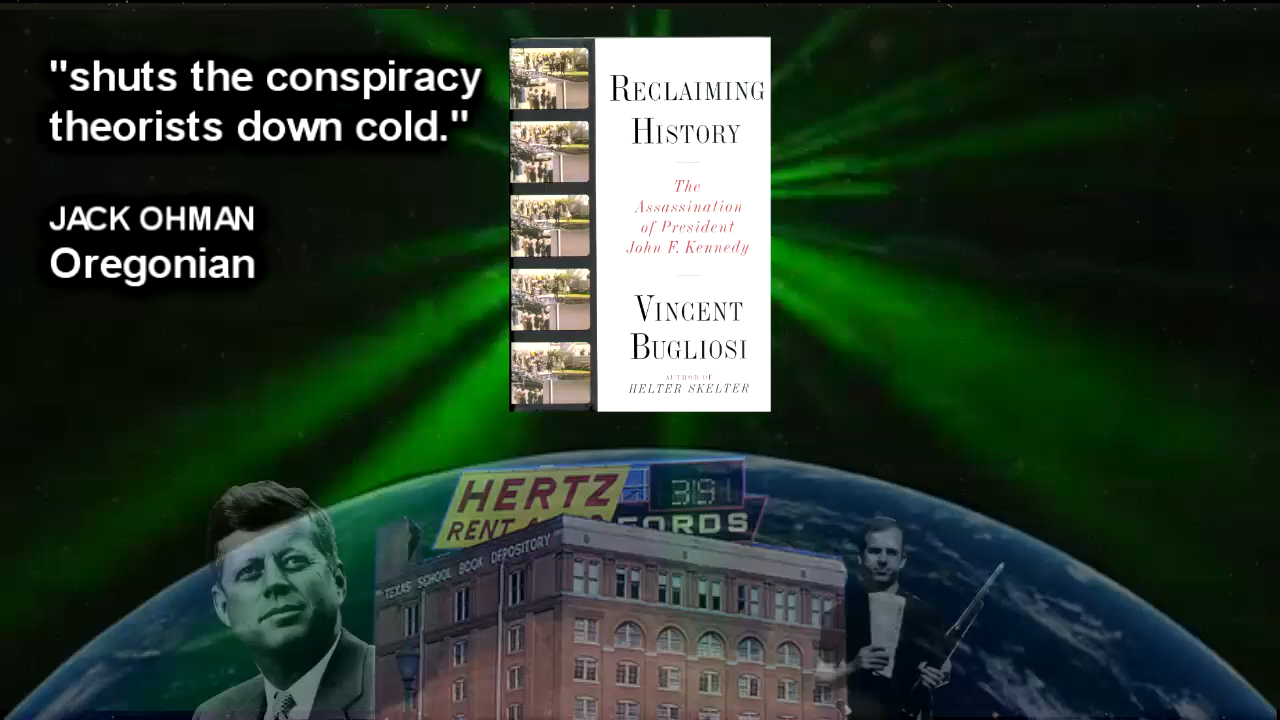 "shuts the conspiracy
theorists down cold."
JACK OHMAN
Oregonian
RECLAIMING
HISTORY
The
Assassination
of President
John F. Kennedy
VINCENT
BUGLIOSI
AUTHOR OF
HELTER SKELTER
HERTZ
391
RENT A
FORDS
TEXAS SCHOOL BOOK DEPOSITORY